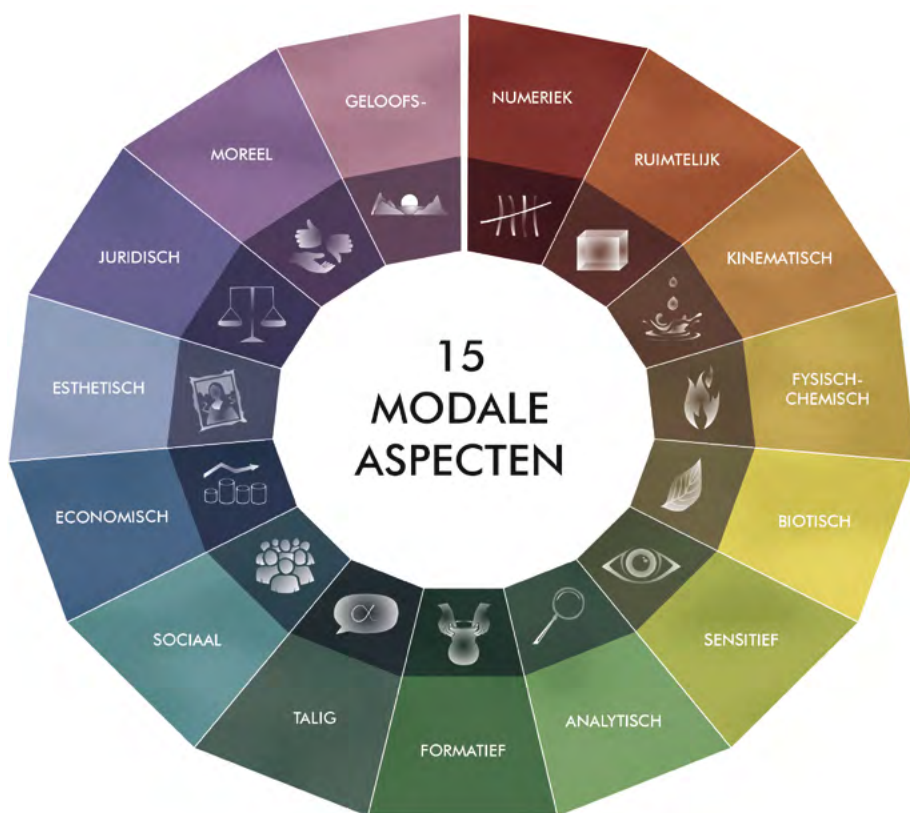 15
MODALE
ASPECTEN
NUMERIEK
RUIMTELIJK
KINEMATISCH
FYSISCH-
CHEMISCH
BIOTISCH
SENSITIEF
ANALYTISCH
FORMATIEF
TALIG
SOCIAAL
ECONOMISCH
ESTHETISCH
JURIDISCH
MOREEL
GELOOFS-